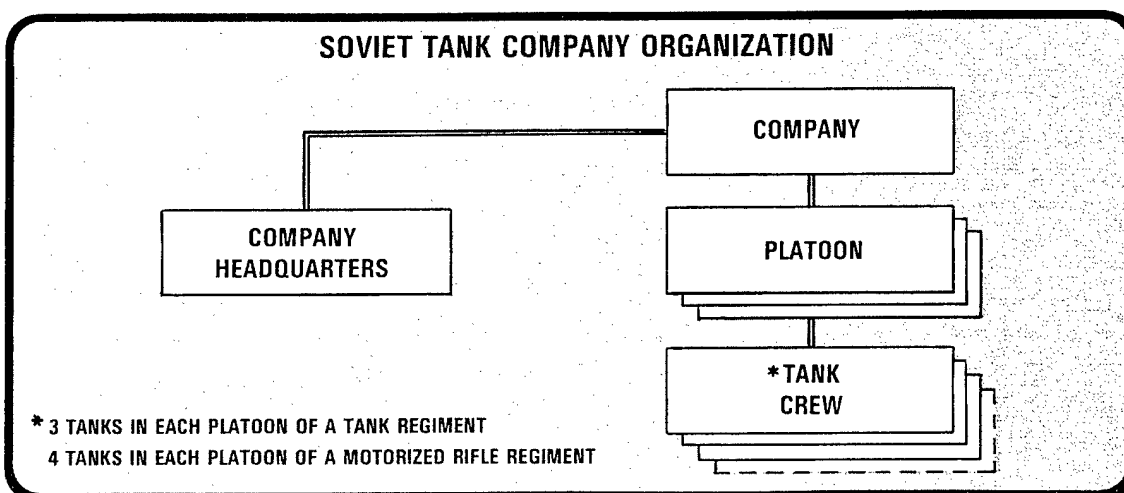 SOVIET TANK COMPANY ORGANIZATION
COMPANY
COMPANY
HEADQUARTERS
PLATOON
*TANK
CREW
* 3 TANKS IN EACH PLATOON OF A TANK REGIMENT
4 TANKS IN EACH PLATOON OF A MOTORIZED RIFLE REGIMENT